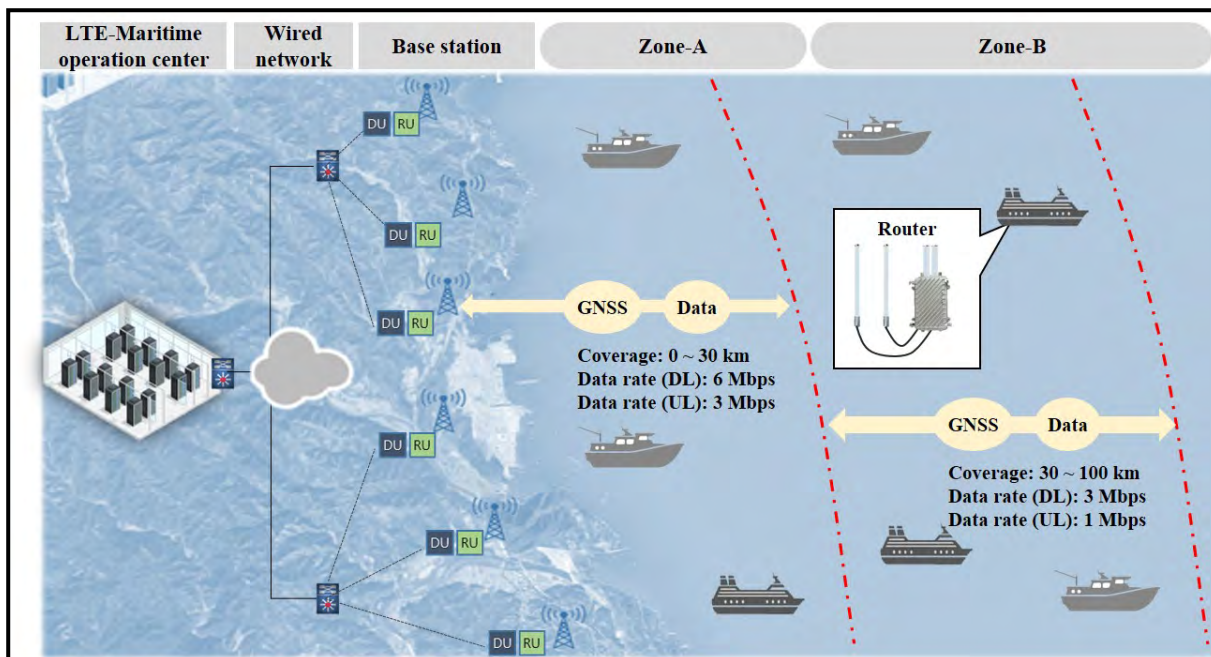 LTE-Maritime
operation center
Wired
network
Base station
Zone-A
Zone-B
DU RU
DU RU
DU RU
DU RU
DU RU
DU RU
Router
GNSS
Data
Coverage: 0 ~ 30 km
Data rate (DL): 6 Mbps
Data rate (UL): 3 Mbps
GNSS
Data
Coverage: 30 ~ 100 km
Data rate (DL): 3 Mbps
Data rate (UL): 1 Mbps